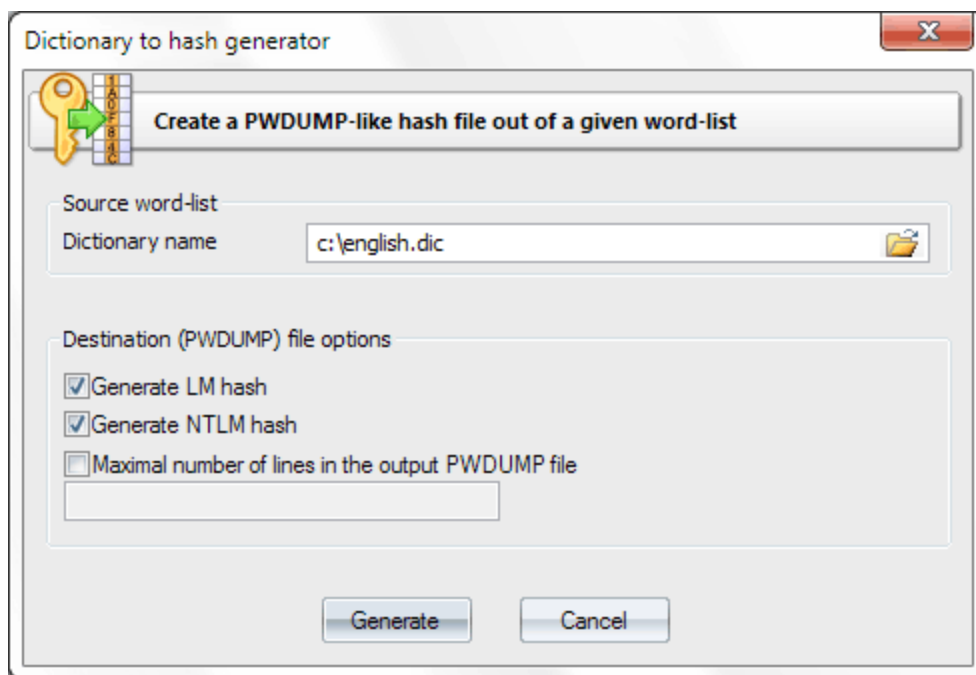 Dictionary to hash generator
Create a PWDUMP-like hash file out of a given word-list
Source word-list
Dictionary name c:\english.dic
Destination (PWDUMP) file options
Generate LM hash
Generate NTLM hash
Maximal number of lines in the output PWDUMP file
Generate Cancel